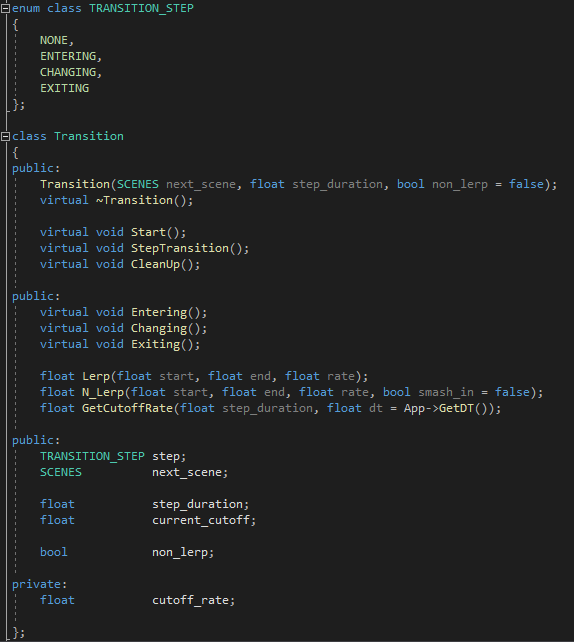 enum class TRANSITION_STEP
{
NONE,
ENTERING,
CHANGING,
EXITING
};
class Transition
{
public:
Transition(SCENES next_scene, float step_duration, bool non_lerp = false);
virtual ~Transition();
virtual void Start();
virtual void StepTransition();
virtual void CleanUp();
public:
virtual void Entering();
virtual void Changing();
virtual void Exiting();
float Lerp(float start, float end, float rate);
float N_Lerp(float start, float end, float rate, bool smash_in = false);
float GetCutoffRate(float step_duration, float dt = App->GetDT());
public:
TRANSITION_STEP step;
SCENES next_scene;
float step_duration;
float current_cutoff;
bool non_lerp;
private:
float cutoff_rate;
};